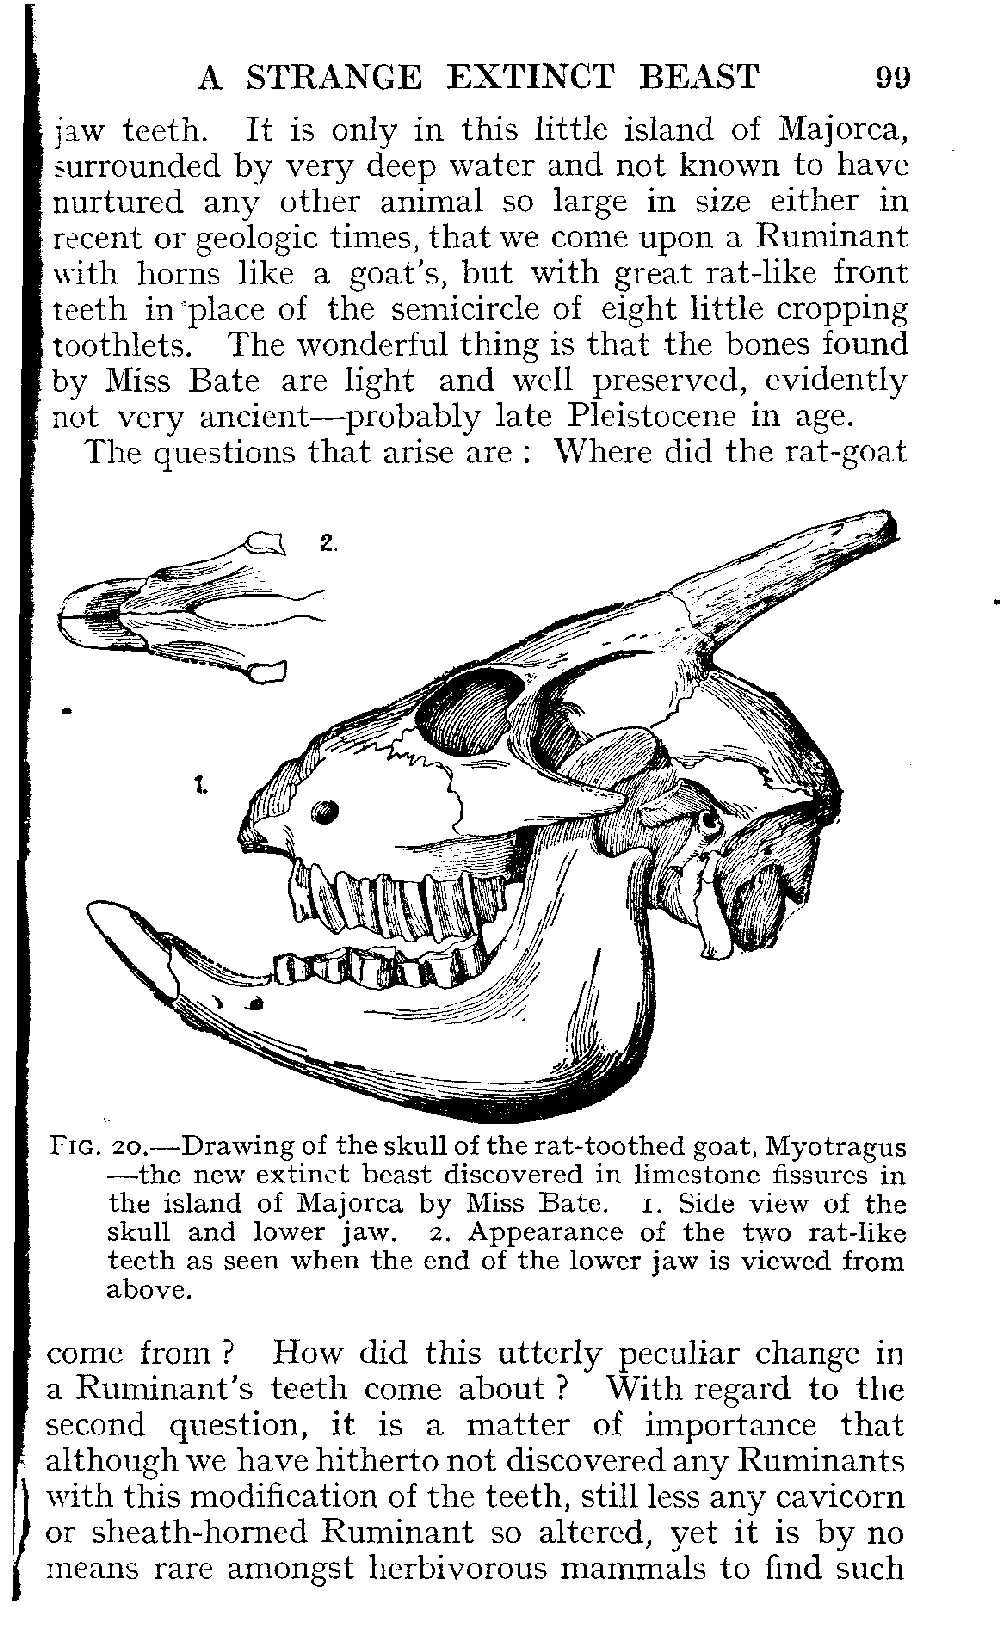 A STRANGE EXTINCT BEAST 99
jaw teeth. It is only in this little island of Majorca,
surrounded by very deep water and not known to have
nurtured any other animal so large in size either in
recent or geologic times, that we come upon a Ruminant
with horns like a goat's, but with great rat-like front
teeth in place of the semicircle of eight little cropping
toothlets. The wonderful thing is that the bones found
by Miss Bate are light and well preserved, evidently
not very ancient—probably late Pleistocene in age.
The questions that arise are : Where did the rat-goat
2.
1.
FIG. 20.—Drawing of the skull of the rat-toothed goat, Myotragus
—the new extinct beast discovered in limestone fissures in
the island of Majorca by Miss Bate. 1. Side view of the
skull and lower jaw. 2. Appearance of the two rat-like
teeth as seen when the end of the lower jaw is viewed from
above.
come from ? How did this utterly peculiar change in
a Ruminant's teeth come about ? With regard to the
second question, it is a matter of importance that
although we have hitherto not discovered any Ruminants
with this modification of the teeth, still less any cavicorn
or sheath-horned Ruminant so altered, yet it is by no
means rare amongst herbivorous mammals to find such